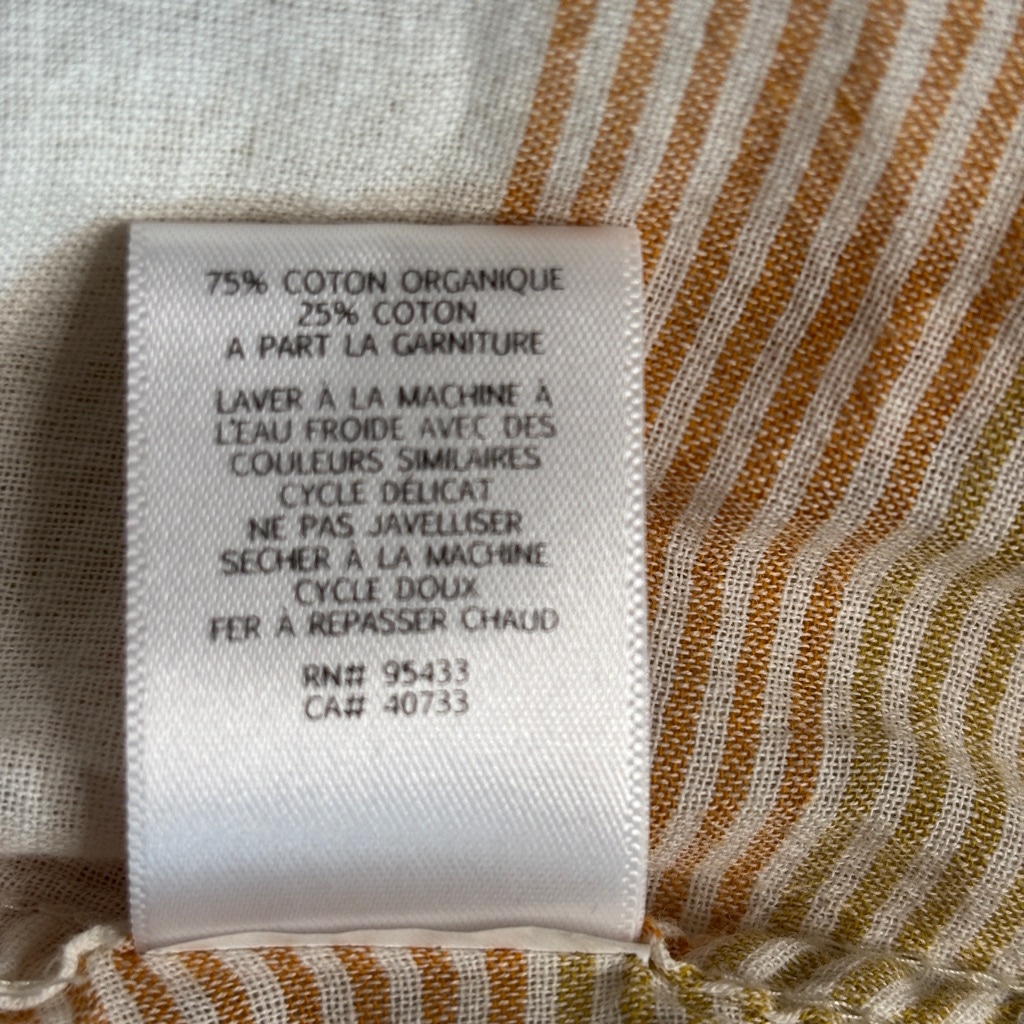 75% COTON ORGANIQUE
25% COTON
A PART LA GARNITURE
LAVER À LA MACHINE À
L'EAU FROIDE AVEC DES
COULEURS SIMILAIRES
CYCLE DÉLICAT
NE PAS JAVELLISER
SÉCHER À LA MACHINE
CYCLE DOUX
FER À REPASSER CHAUD
RN# 95433
CA# 40733